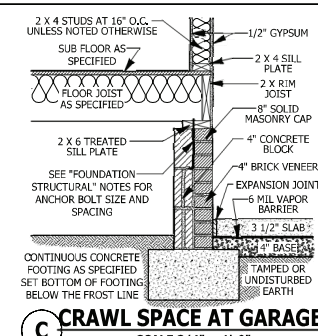 2 X 4 STUDS AT 16" O.C.
UNLESS NOTED OTHERWISE
SUB FLOOR AS
SPECIFIED
FLOOR JOIST
AS SPECIFIED
2 X 6 TREATED
SILL PLATE
SEE "FOUNDATION
STRUCTURAL" NOTES FOR
ANCHOR BOLT SIZE AND
SPACING
CONTINUOUS CONCRETE
FOOTING AS SPECIFIED
SET BOTTOM OF FOOTING
BELOW THE FROST LINE
1/2" GYPSUM
2 X 4 SILL
PLATE
2 X RIM
JOIST
8" SOLID
MASONRY CAP
4" CONCRETE
BLOCK
4" BRICK VENEER
EXPANSION JOINT
6 MIL VAPOR
BARRIER
3 1/2" SLAB
4" BASE
TAMPED OR
UNDISTURBED
EARTH
C CRAWL SPACE AT GARAGE